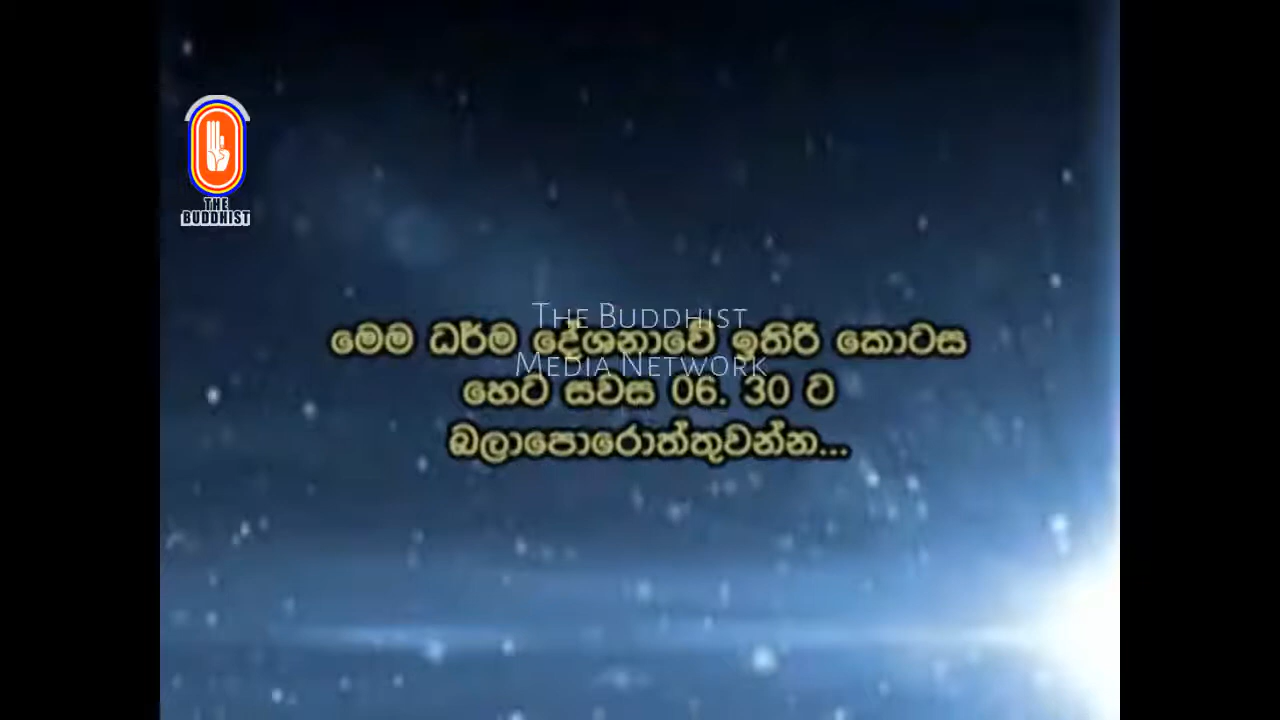 THE
BUDDHIST
THE BUDDHIST
MEDIA NETWORK
මෙම ධර්ම දේශනාවේ ඉතිරි කොටස
හෙට සවස 06. 30 ට
බලාපොරොත්තුවන්න...